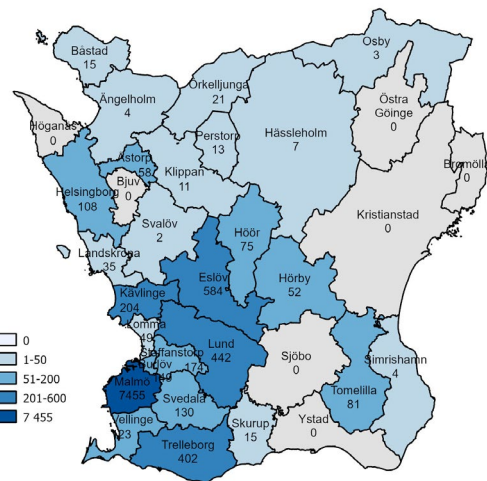 Osby
3
Båstad
15
Örkelljunga
21
Ängelholm
4
Östra
Göinge
0
Höganäs
0
Perstorp
13
Hässleholm
7
Åstorp
58
Klippan
11
Bromölla
0
Bjuv
0
Helsingborg
108
Kristianstad
0
Svalöv
2
Höör
75
Landskrona
35
Eslöv
584
Hörby
52
Kävlinge
204
Lomma
49
Lund
442
Staffanstorp
174
Burlöv
Sjöbo
0
Simrishamn
4
Malmö
7455
Tomelilla
81
Svedala
130
Vellinge
23
Skurup
15
Ystad
0
Trelleborg
402
0
1-50
51-200
201-600
7 455